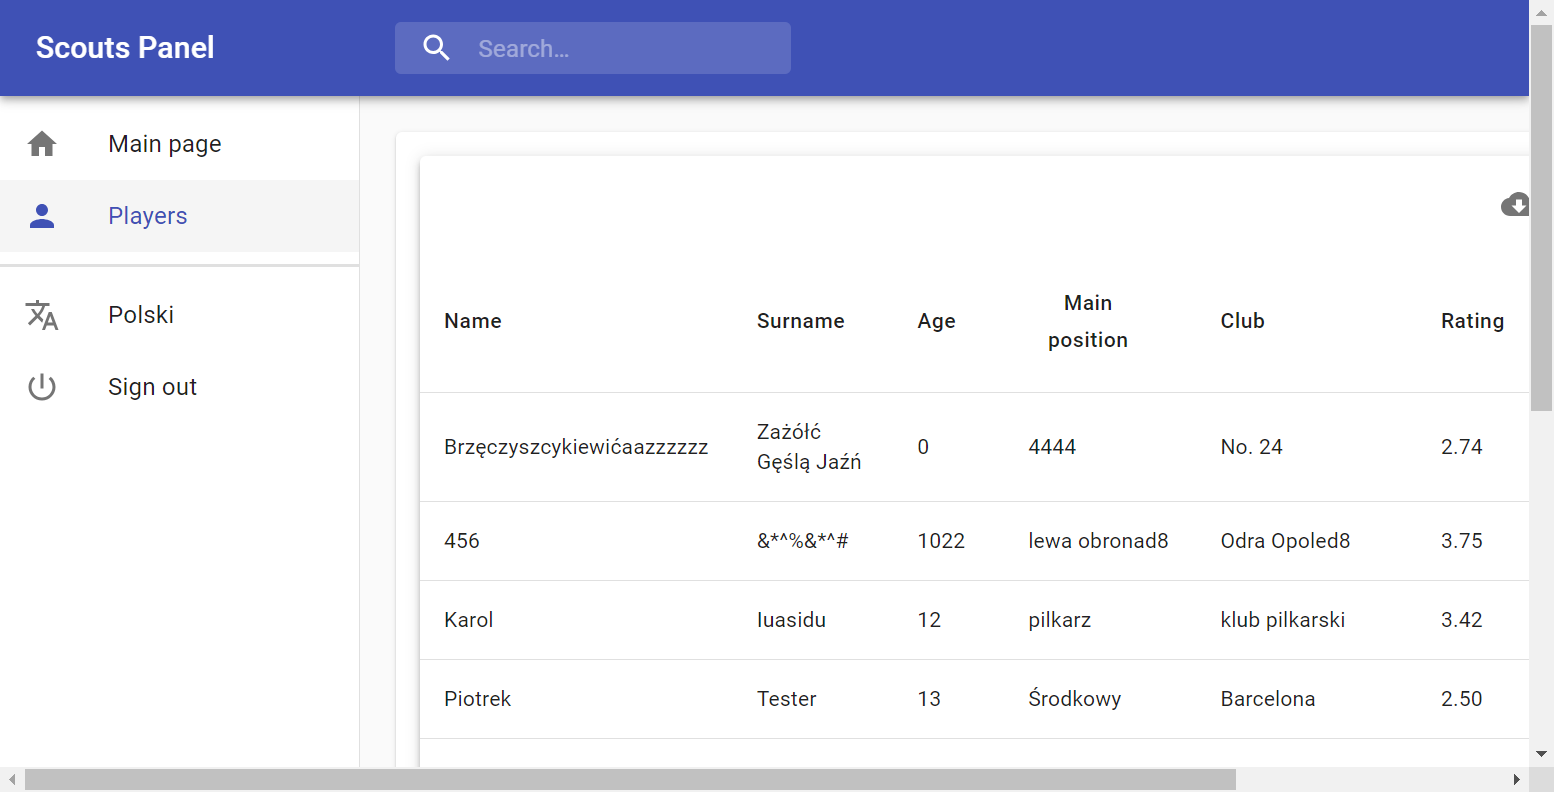 Scouts Panel
Search…
Main page
Players
Polski
Sign out
Name Surname Age Main position Club Rating
Brzęczyszcykiewićaazzzzzz Zażółć Gęślą Jaźń 0 4444 No. 24 2.74
456 &*^%&*^# 1022 lewa obronad8 Odra Opoled8 3.75
Karol Iuasidu 12 pilkarz klub pilkarski 3.42
Piotrek Tester 13 Środkowy Barcelona 2.50